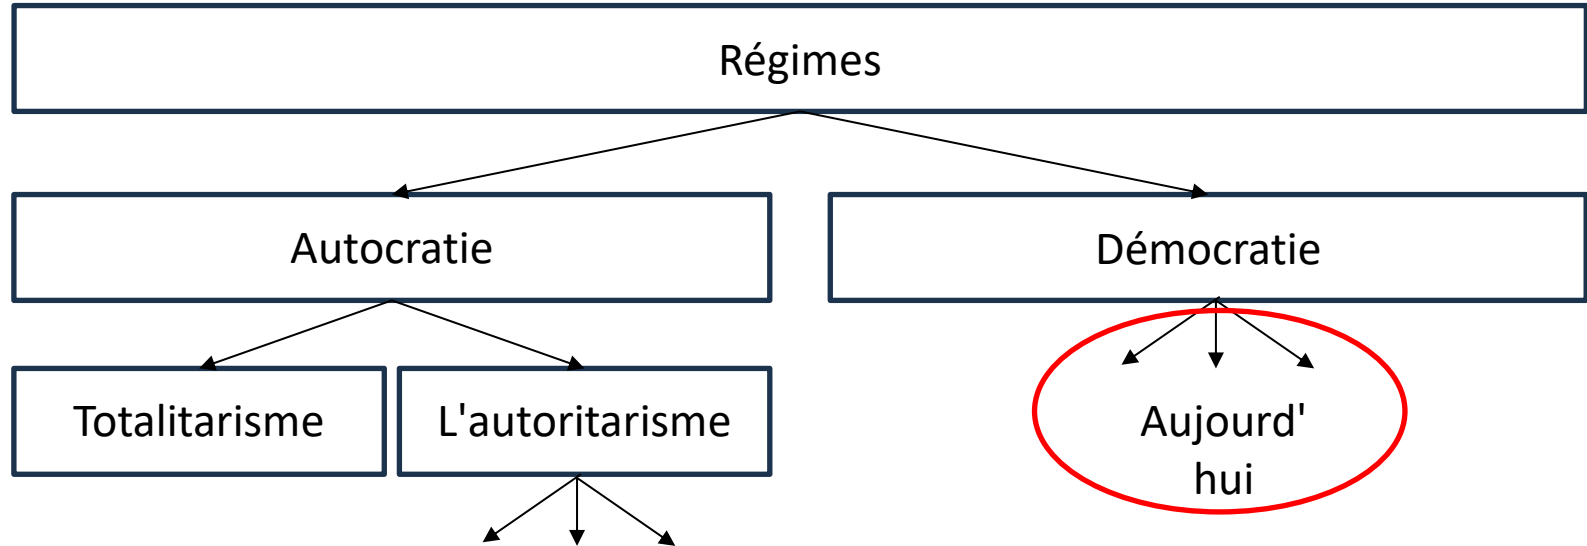 Régimes
Autocratie
Démocratie
Totalitarisme
L'autoritarisme
Aujourd'
hui